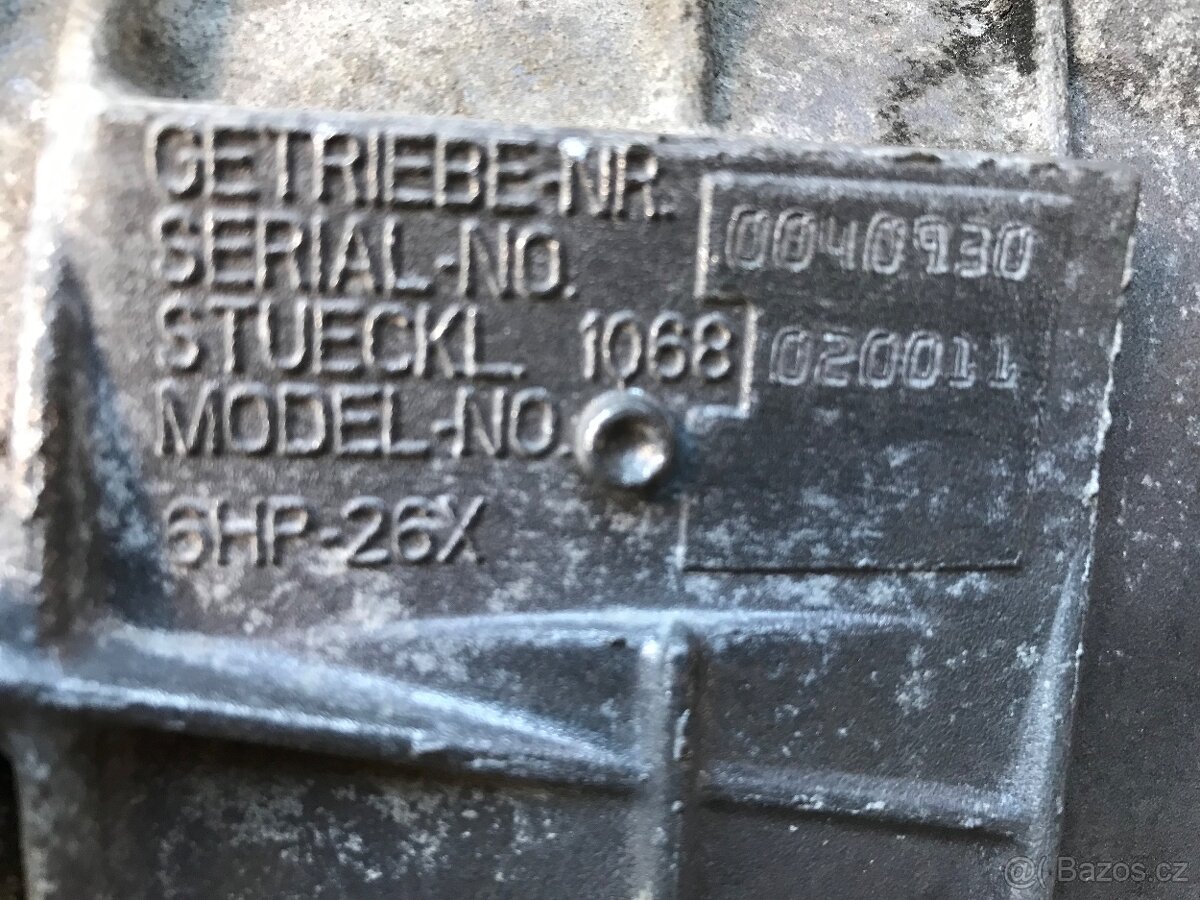 GETRIEBE-NR.
SERIAL-NO. 0040930
STUECKL. 1068 020011
MODEL-NO.
6HP-26X
@( Bazos.cz